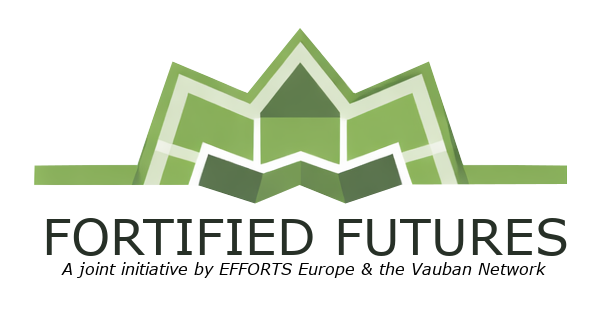 FORTIFIED FUTURES
A joint initiative by EFFORTS Europe & the Vauban Network